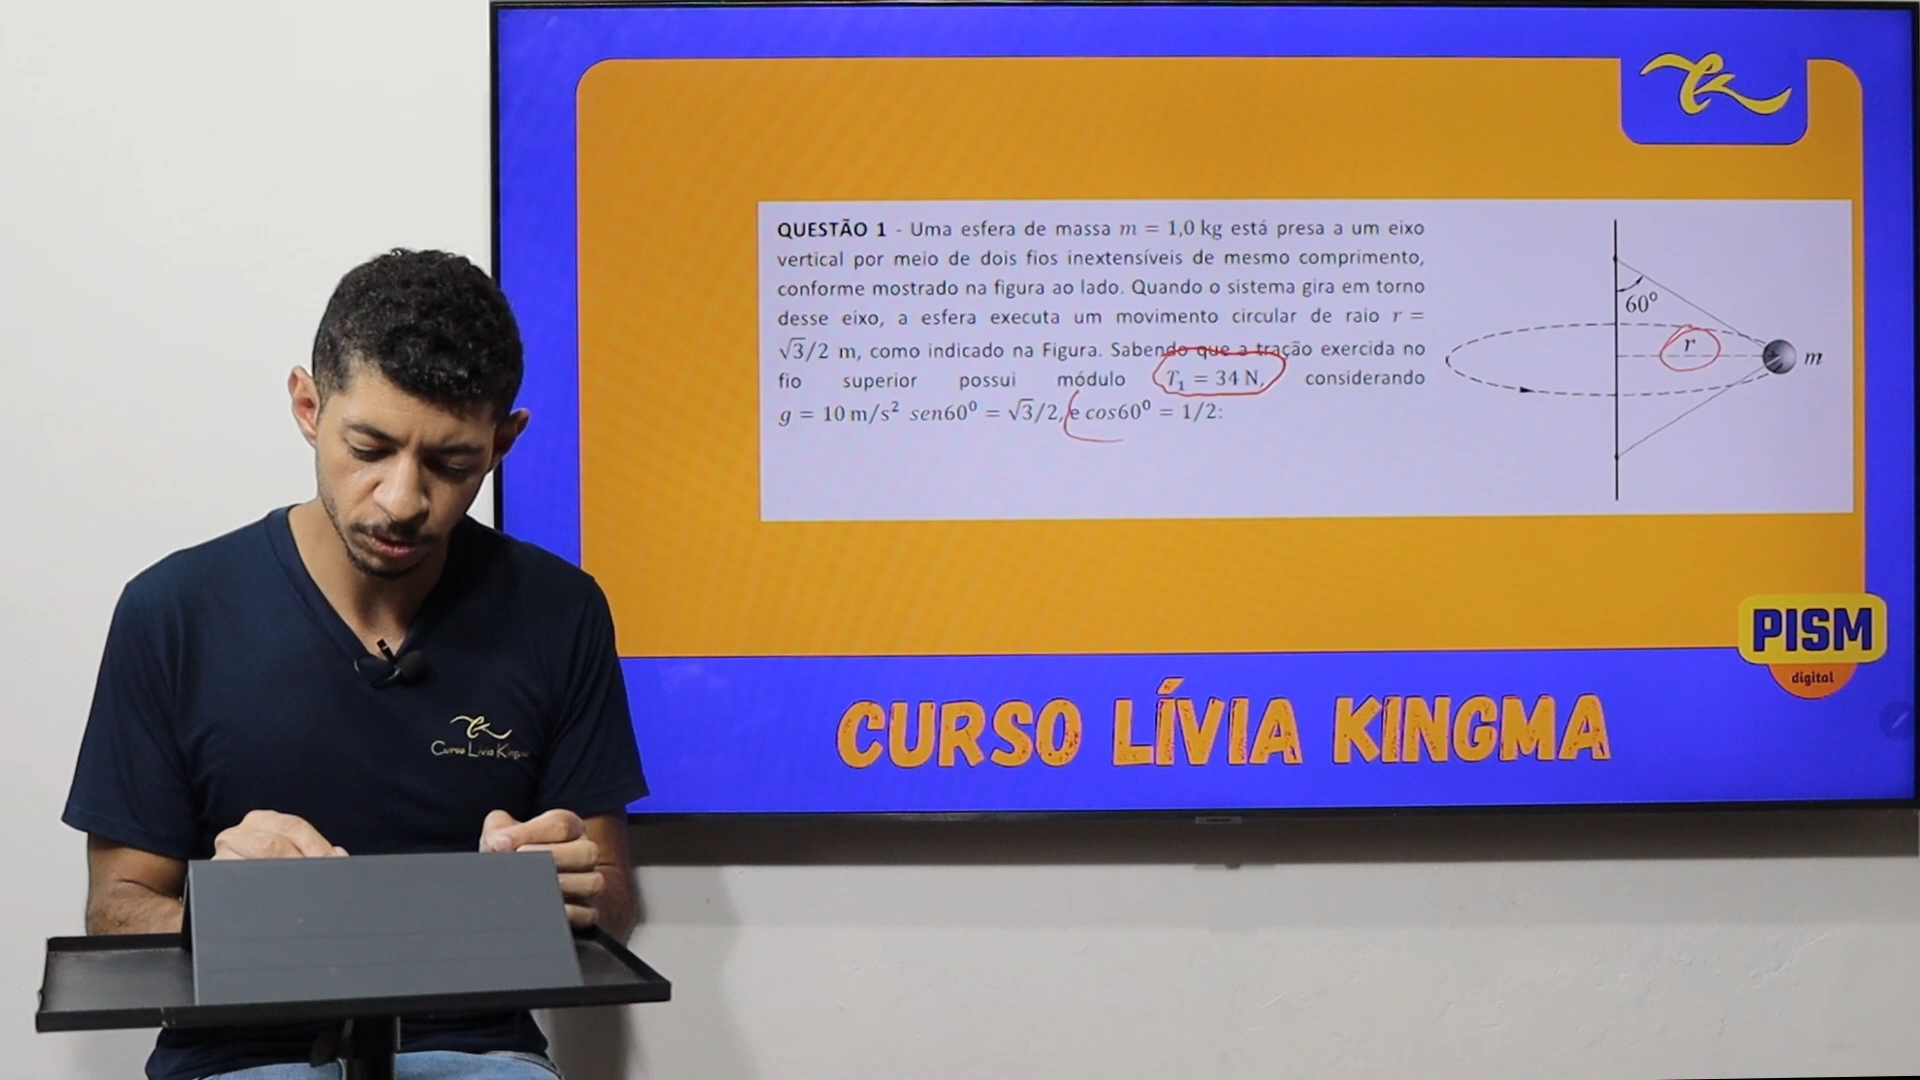 QUESTÃO 1 - Uma esfera de massa m = 1,0 kg está presa a um eixo
vertical por meio de dois fios inextensíveis de mesmo comprimento,
conforme mostrado na figura ao lado. Quando o sistema gira em torno
desse eixo, a esfera executa um movimento circular de raio r =
√3/2 m, como indicado na Figura. Sabendo que a tração exercida no
fio superior possui módulo T₁ = 34 N, considerando
g = 10 m/s² sen60⁰ = √3/2, e cos60⁰ = 1/2:
60⁰
r
m
PISM
digital
CURSO LÍVIA KINGMA
Curso Lívia Kingma